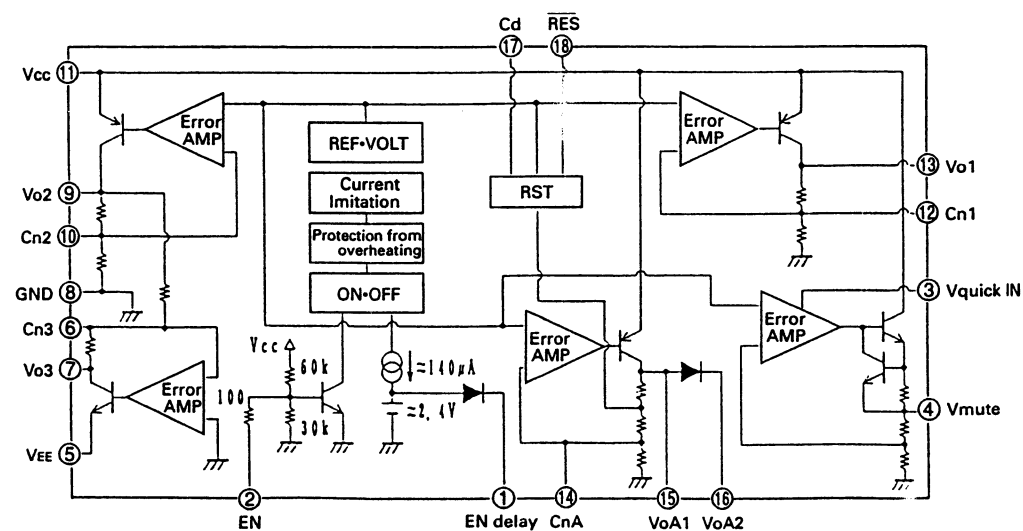 Cd RES
17 18
Vcc 11
Error AMP
REF•VOLT
Error AMP
Current Imitation
RST
13 Vo1
Vo2 9
12 Cn1
Cn2 10
Protection from overheating
GND 8
ON•OFF
3 Vquick IN
Cn3 6
Error AMP
Error AMP
Vcc
60k
≈140μA
Vo3 7
Error AMP
100
≈2.4V
30k
4 Vmute
VEE 5
2 1 14 15 16
EN EN delay CnA VoA1 VoA2